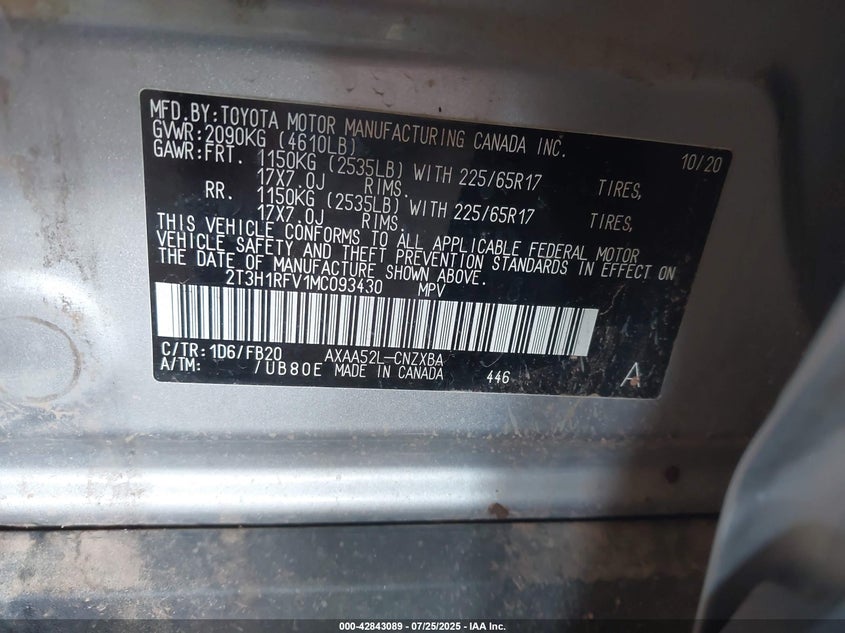 MFD.BY:TOYOTA MOTOR MANUFACTURING CANADA INC.
GVWR:2090KG (4610LB) 10/20
GAWR:FRT. 1150KG (2535LB) WITH 225/65R17 TIRES,
17X7.0J RIMS.
RR. 1150KG (2535LB) WITH 225/65R17 TIRES,
17X7.0J RIMS.
THIS VEHICLE CONFORMS TO ALL APPLICABLE FEDERAL MOTOR
VEHICLE SAFETY AND THEFT PREVENTION STANDARDS IN EFFECT ON
THE DATE OF MANUFACTURE SHOWN ABOVE.
2T3H1RFV1MC093430 MPV
C/TR:1D6/FB20 AXAA52L-CNZXBA
A/TM: /UB80E MADE IN CANADA 446 A
000-42843089 - 07/25/2025 - IAA Inc.